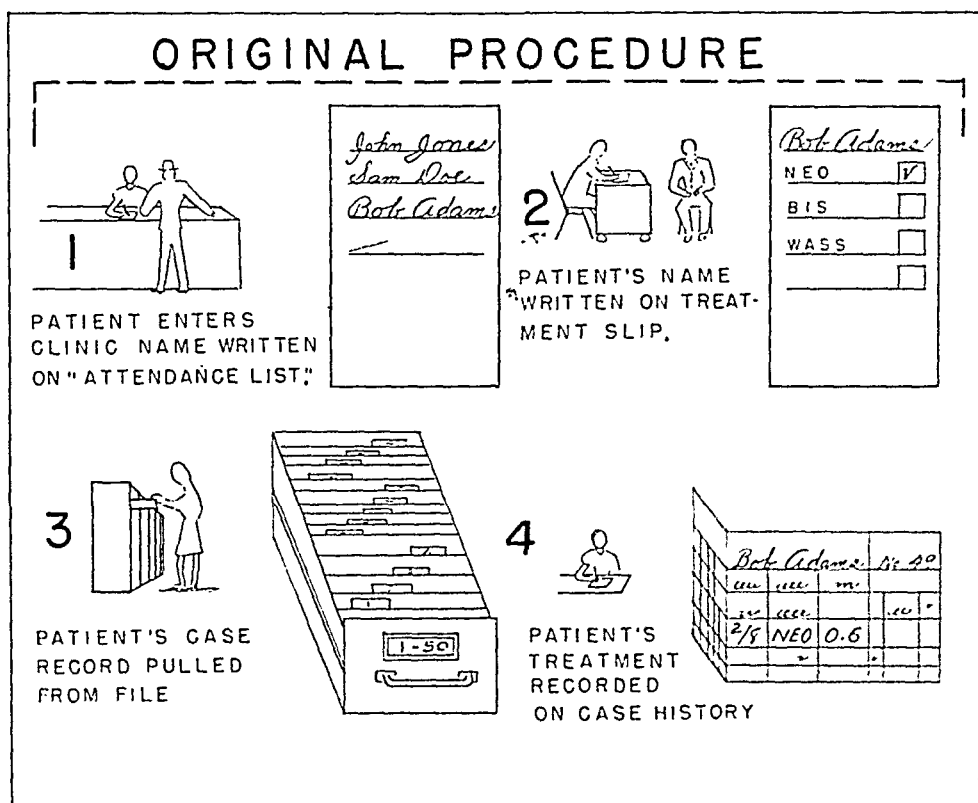 ORIGINAL PROCEDURE
1
PATIENT ENTERS
CLINIC NAME WRITTEN
ON "ATTENDANCE LIST."
John Jones
Sam Doe
Bob Adams
2
PATIENT'S NAME
WRITTEN ON TREAT-
MENT SLIP.
Bob Adams
NEO
BIS
WASS
3
PATIENT'S CASE
RECORD PULLED
FROM FILE
1-50
4
PATIENT'S
TREATMENT
RECORDED
ON CASE HISTORY
Bob Adams
2/8 NEO 0.6